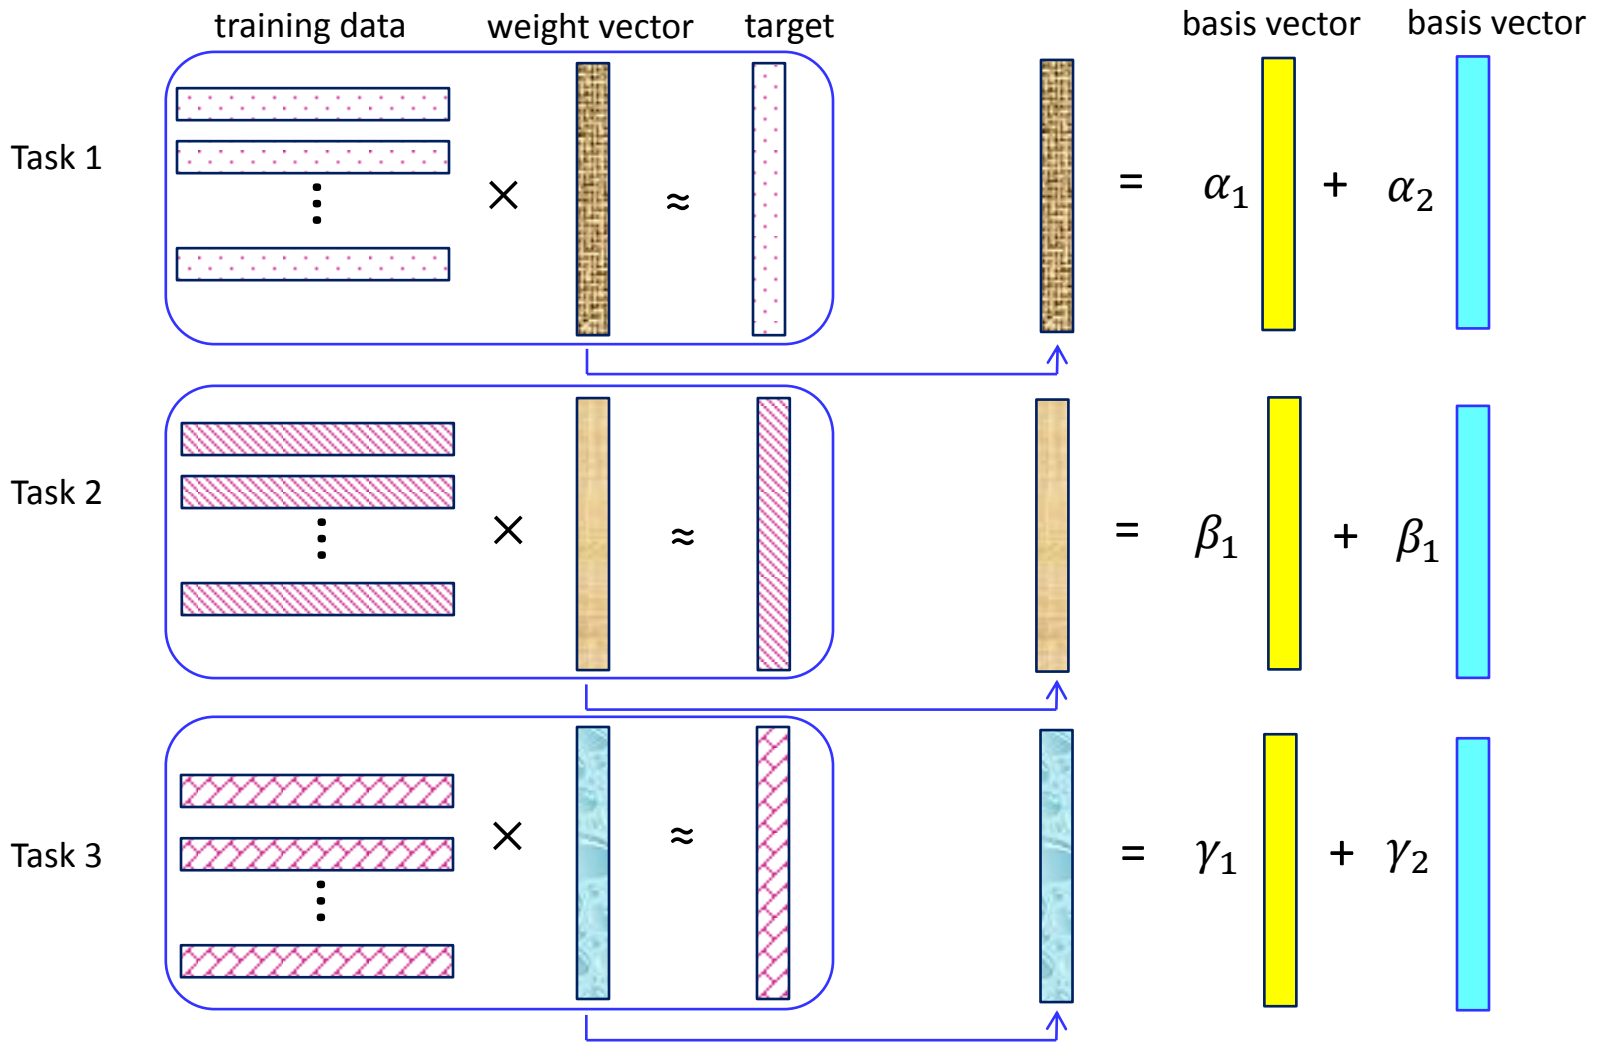 training data weight vector target basis vector basis vector
Task 1 × ≈ = α₁ + α₂
Task 2 × ≈ = β₁ + β₁
Task 3 × ≈ = γ₁ + γ₂